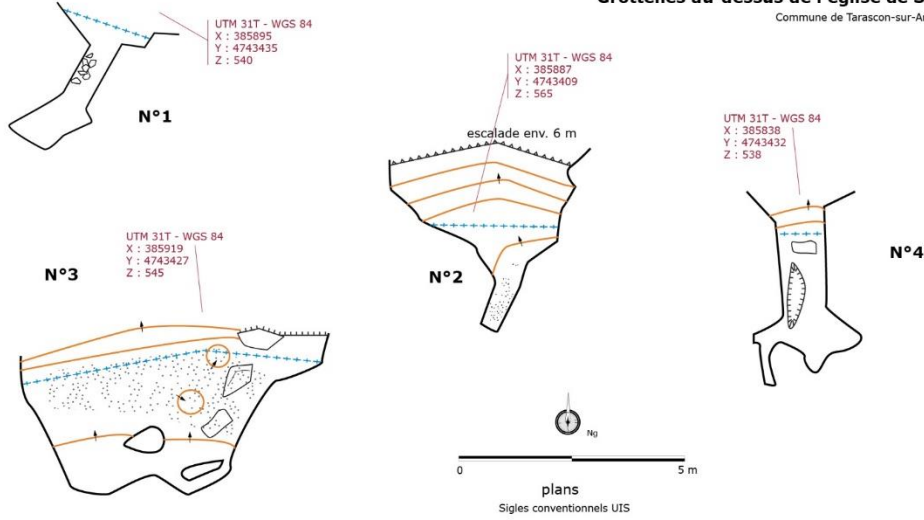 Grottelles au-dessus de l'église de
Commune de Tarascon-sur-
UTM 31T - WGS 84
X : 385895
Y : 4743435
Z : 540
N°1
UTM 31T - WGS 84
X : 385887
Y : 4743409
Z : 565
escalade env. 6 m
N°2
UTM 31T - WGS 84
X : 385838
Y : 4743432
Z : 538
N°4
UTM 31T - WGS 84
X : 385919
Y : 4743427
Z : 545
N°3
Ng
0 5 m
plans
Sigles conventionnels UIS